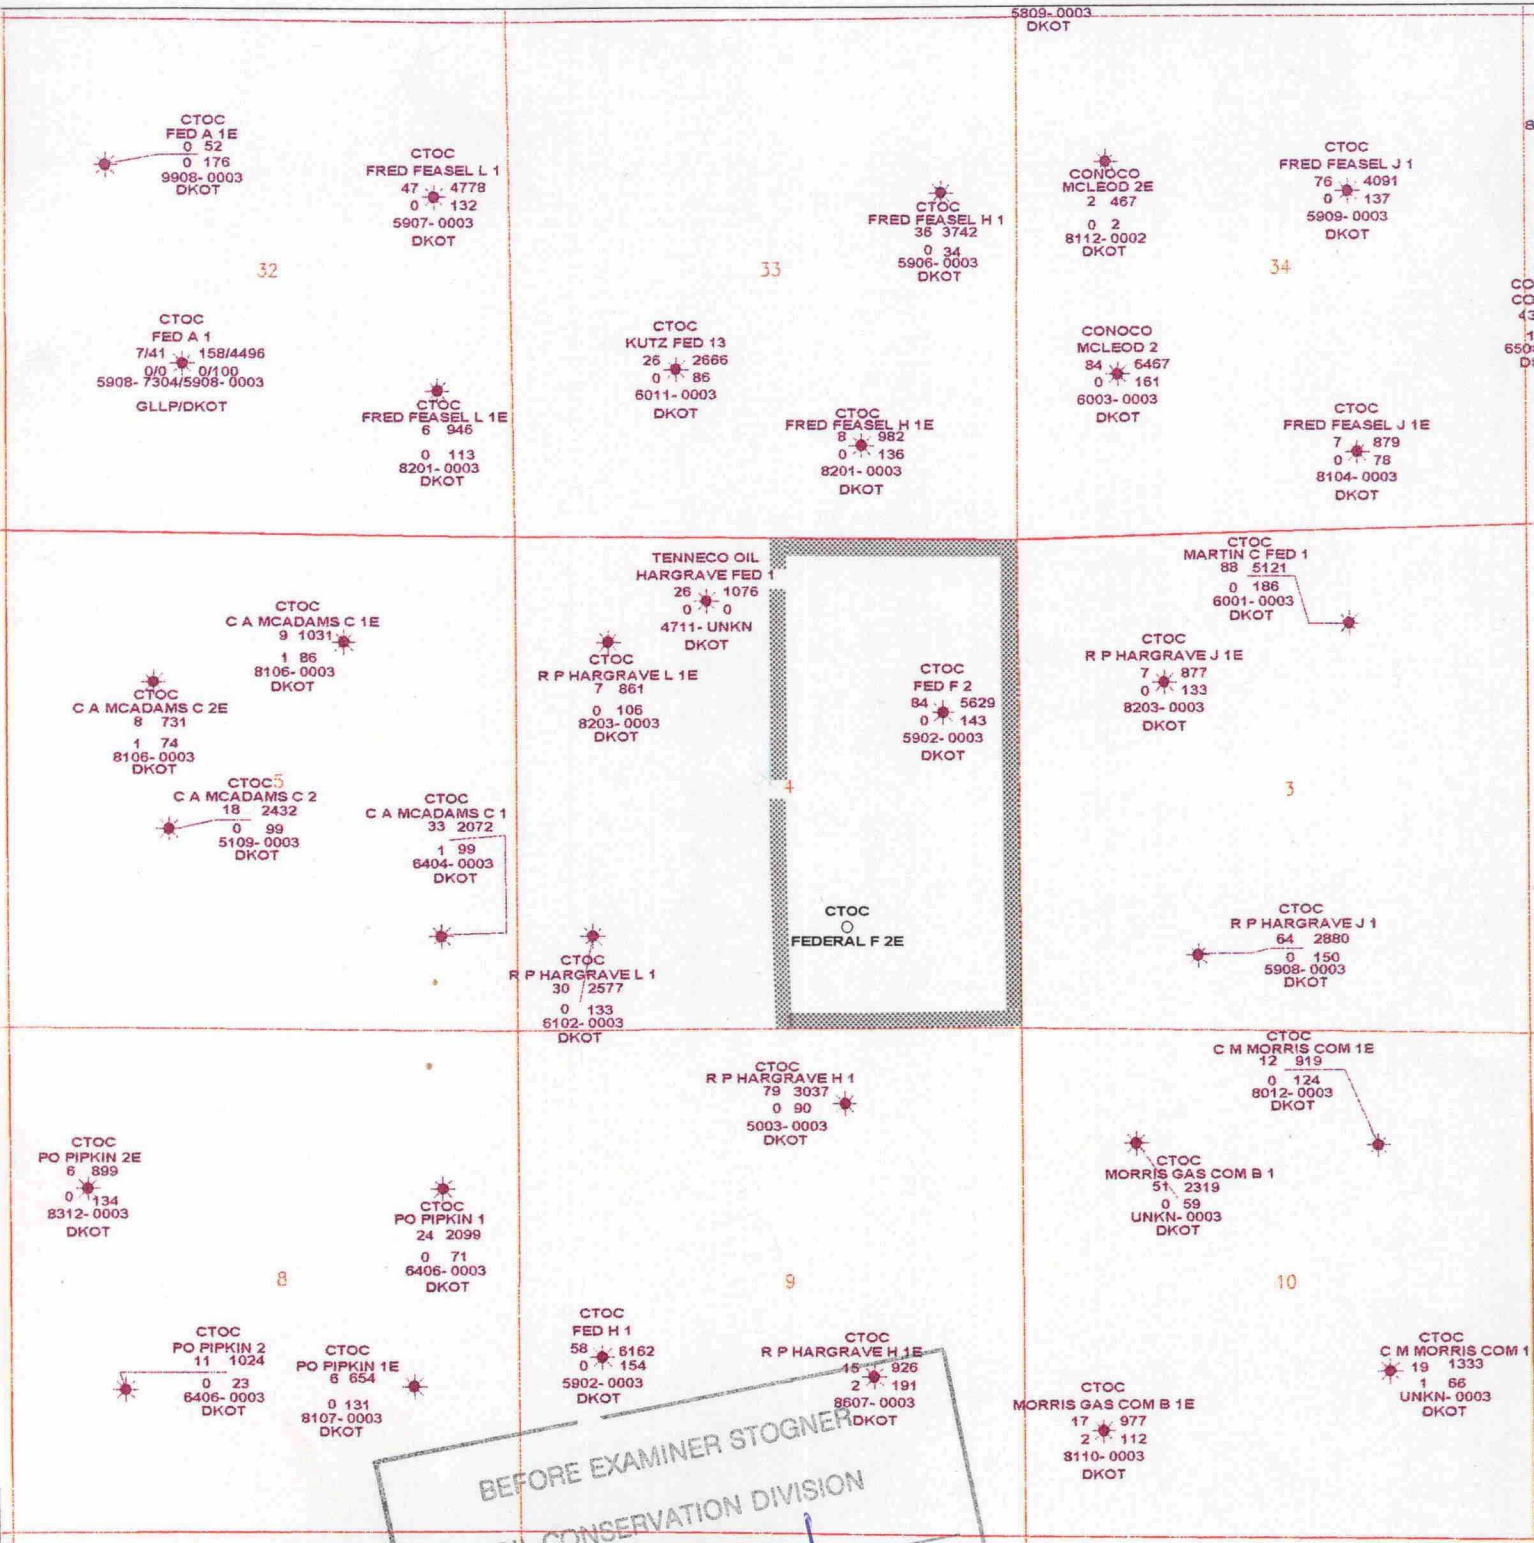 5809-0003
DKOT
CTOC
FED A 1E
0 52
0 176
9908-0003
DKOT
CTOC
FRED FEASEL L 1
47 4778
0 132
5907-0003
DKOT
32
CTOC
FED A 1
7/41 158/4496
0/0 0/100
5908-7304/5908-0003
GLLP/DKOT
CTOC
FRED FEASEL L 1E
6 946
0 113
8201-0003
DKOT
CTOC
FRED FEASEL H 1
36 3742
0 34
5906-0003
DKOT
33
CTOC
KUTZ FED 13
26 2666
0 86
6011-0003
DKOT
CTOC
FRED FEASEL H 1E
8 982
0 136
8201-0003
DKOT
CONOCO
MCLEOD 2E
2 467
0 2
8112-0002
DKOT
CTOC
FRED FEASEL J 1
76 4091
0 137
5909-0003
DKOT
34
CONOCO
MCLEOD 2
84 6467
0 161
6003-0003
DKOT
CTOC
FRED FEASEL J 1E
7 879
0 78
8104-0003
DKOT
8
CO
CO
43
1
650
CTOC
C A MCADAMS C 1E
9 1031
1 86
8106-0003
DKOT
CTOC
C A MCADAMS C 2E
8 731
1 74
8106-0003
DKOT
5
CTOC
C A MCADAMS C 2
18 2432
0 99
5109-0003
DKOT
CTOC
C A MCADAMS C 1
33 2072
1 99
6404-0003
DKOT
TENNECO OIL
HARGRAVE FED 1
26 1076
0 0
4711-UNKN
DKOT
CTOC
R P HARGRAVE L 1E
7 861
0 106
8203-0003
DKOT
CTOC
FED F 2
84 5629
0 143
5902-0003
DKOT
4
CTOC
FEDERAL F 2E
CTOC
R P HARGRAVE L 1
30 2577
0 133
6102-0003
DKOT
CTOC
MARTIN C FED 1
88 5121
0 186
6001-0003
DKOT
CTOC
R P HARGRAVE J 1E
7 877
0 133
8203-0003
DKOT
3
CTOC
R P HARGRAVE J 1
64 2880
0 150
5908-0003
DKOT
CTOC
PO PIPKIN 2E
6 899
0 134
8312-0003
DKOT
CTOC
PO PIPKIN 1
24 2099
0 71
6406-0003
DKOT
8
CTOC
PO PIPKIN 2
11 1024
0 23
6406-0003
DKOT
CTOC
PO PIPKIN 1E
6 654
0 131
8107-0003
DKOT
CTOC
R P HARGRAVE H 1
79 3037
0 90
5003-0003
DKOT
9
CTOC
FED H 1
58 6162
0 154
5902-0003
DKOT
CTOC
R P HARGRAVE H 1E
15 926
2 191
8607-0003
DKOT
CTOC
C M MORRIS COM 1E
12 919
0 124
8012-0003
DKOT
CTOC
MORRIS GAS COM B 1
51 2319
0 59
UNKN-0003
DKOT
10
CTOC
MORRIS GAS COM B 1E
17 977
2 112
8110-0003
DKOT
CTOC
C M MORRIS COM 1
19 1333
1 66
UNKN-0003
DKOT
BEFORE EXAMINER STOGNER
CONSERVATION DIVISION